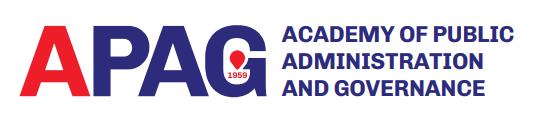 APAG
1959
ACADEMY OF PUBLIC
ADMINISTRATION
AND GOVERNANCE